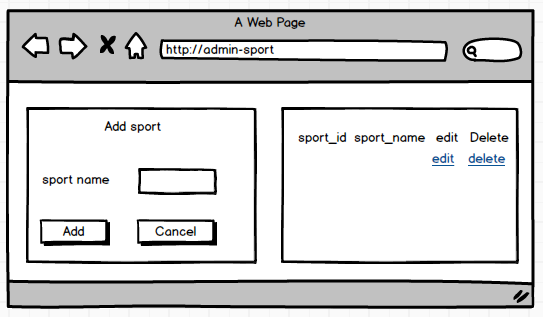 A Web Page
http://admin-sport
Add sport
sport name
Add Cancel
sport_id sport_name edit Delete
edit delete